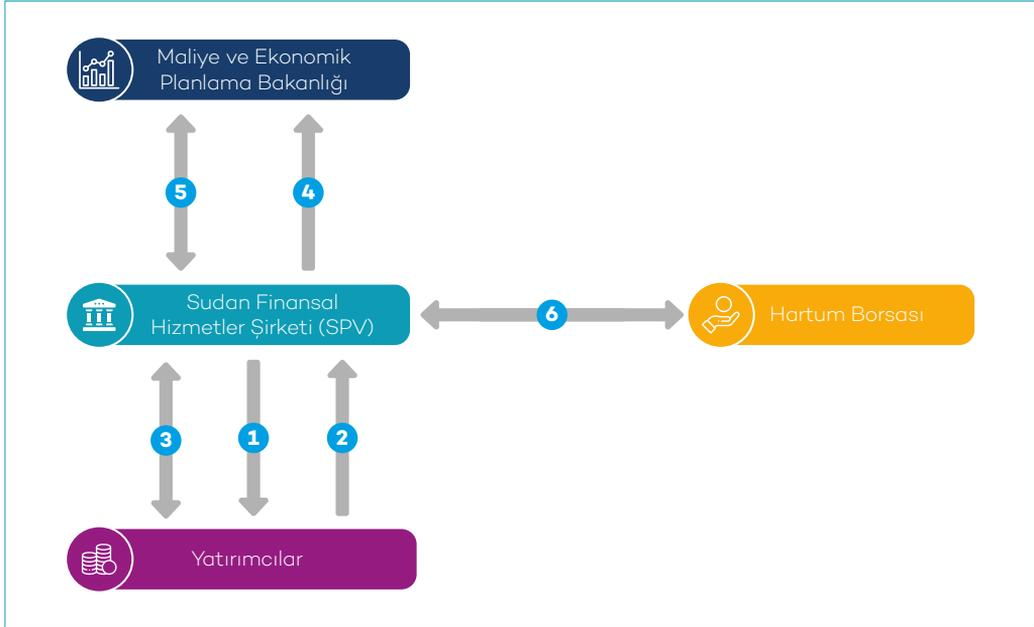 Maliye ve Ekonomik
Planlama Bakanlığı
5
4
Sudan Finansal
Hizmetler Şirketi (SPV)
6
Hartum Borsası
3
1
2
Yatırımcılar